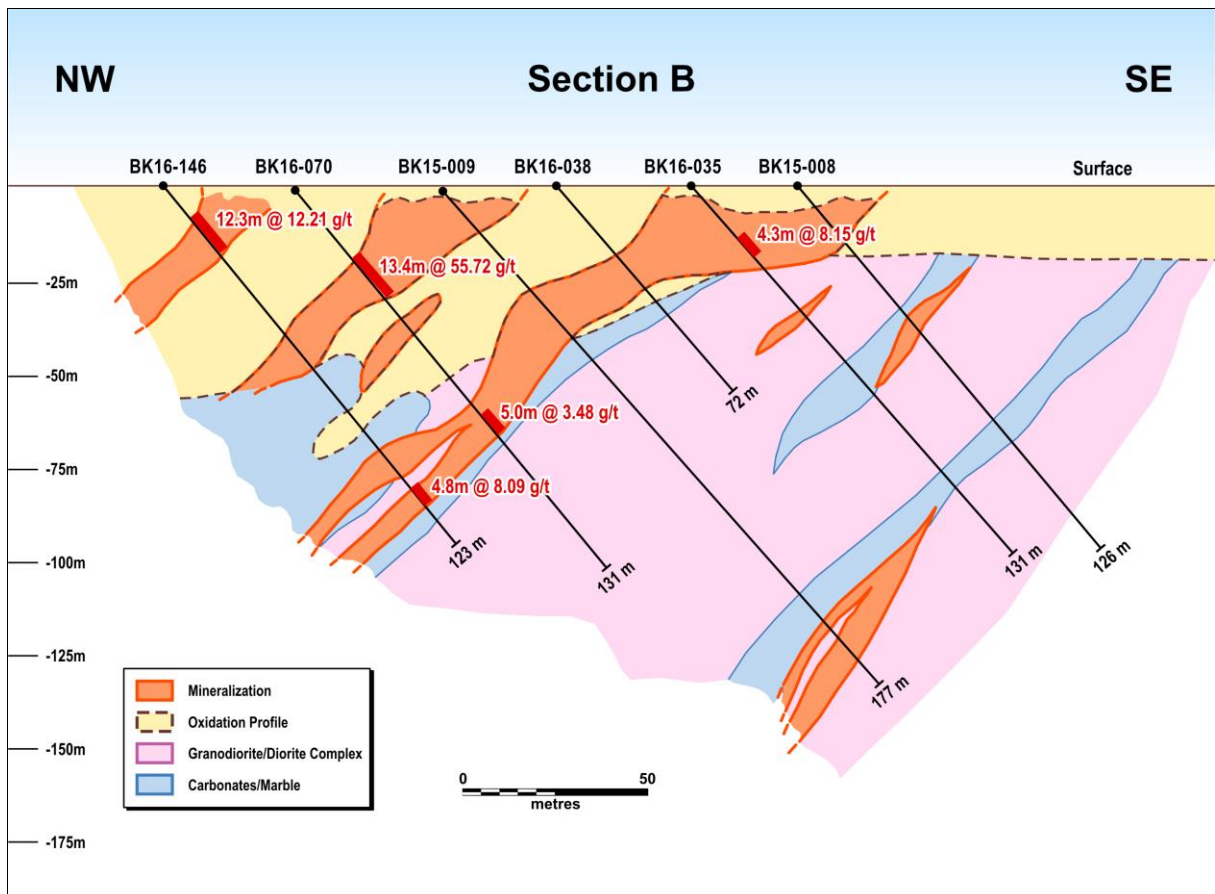 NW
Section B
SE
BK16-146
BK16-070
BK15-009
BK16-038
BK16-035
BK15-008
Surface
12.3m @ 12.21 g/t
4.3m @ 8.15 g/t
13.4m @ 55.72 g/t
-25m
-50m
72 m
5.0m @ 3.48 g/t
-75m
4.8m @ 8.09 g/t
-100m
123 m
131 m
131 m
126 m
-125m
177 m
Mineralization
Oxidation Profile
Granodiorite/Diorite Complex
Carbonates/Marble
-150m
0 50
metres
-175m